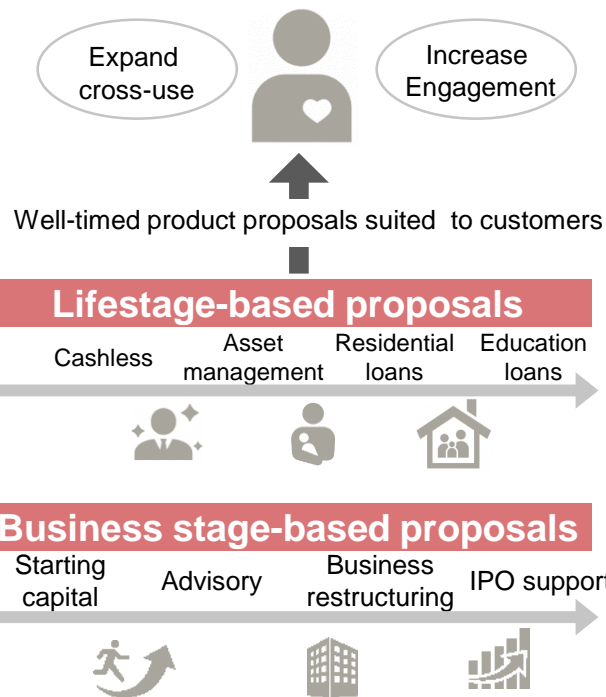 Expand
cross-use
Increase
Engagement
Well-timed product proposals suited to customers
Lifestage-based proposals
Cashless
Asset
management
Residential
loans
Education
loans
Business stage-based proposals
Starting
capital
Advisory
Business
restructuring
IPO support